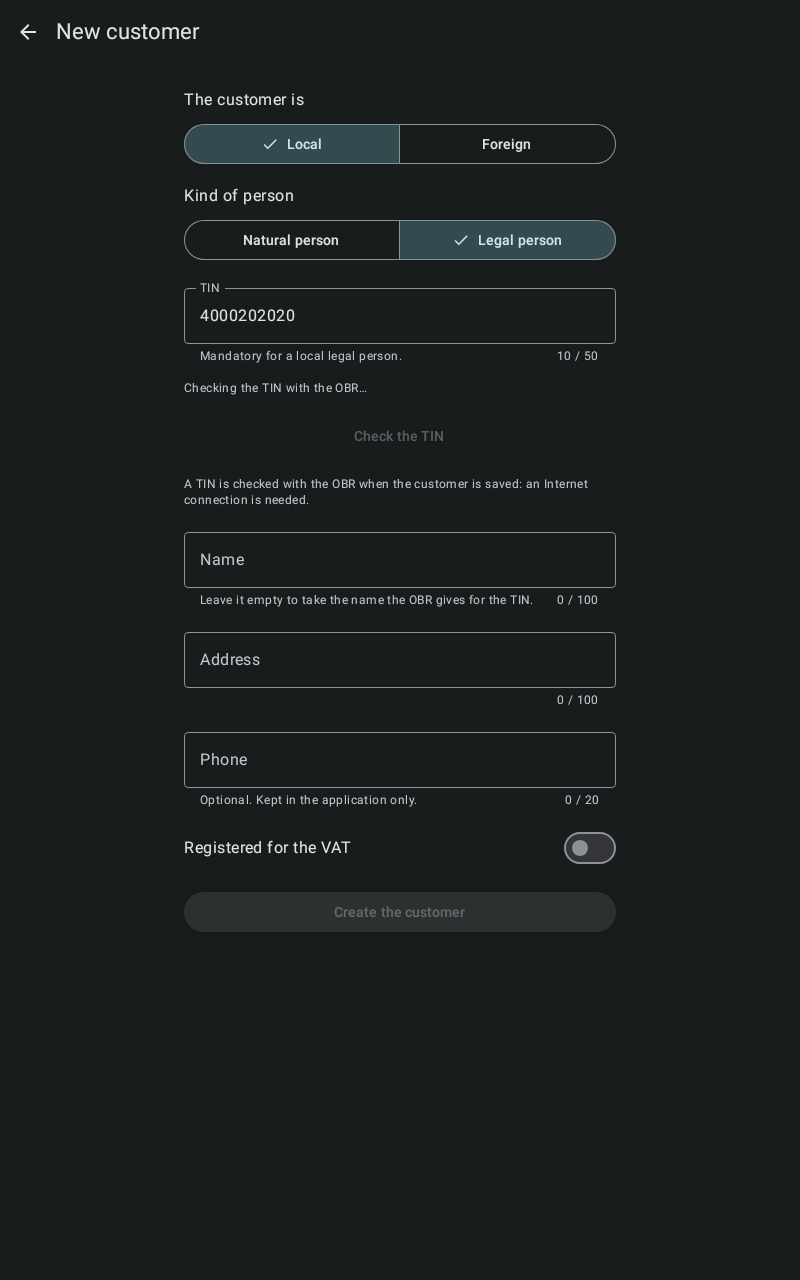 New customer
The customer is
Local
Foreign
Kind of person
Natural person
Legal person
TIN
4000202020
Mandatory for a local legal person.
10 / 50
Checking the TIN with the OBR…
Check the TIN
A TIN is checked with the OBR when the customer is saved: an Internet
connection is needed.
Name
Leave it empty to take the name the OBR gives for the TIN.
0 / 100
Address
0 / 100
Phone
Optional. Kept in the application only.
0 / 20
Registered for the VAT
Create the customer